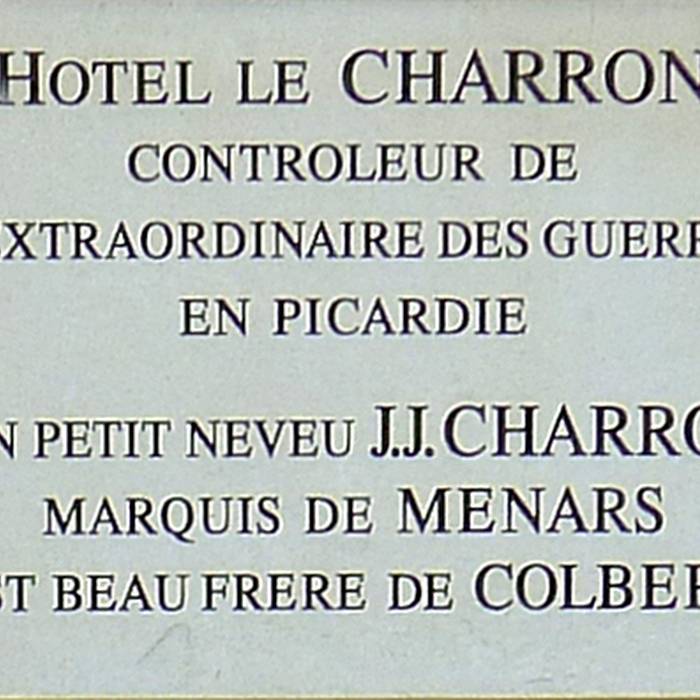 HOTEL LE CHARRON
CONTROLEUR DE
EXTRAORDINAIRE DES GUERR
EN PICARDIE
N PETIT NEVEU J.J. CHARRO
MARQUIS DE MENARS
ST BEAU FRERE DE COLBER